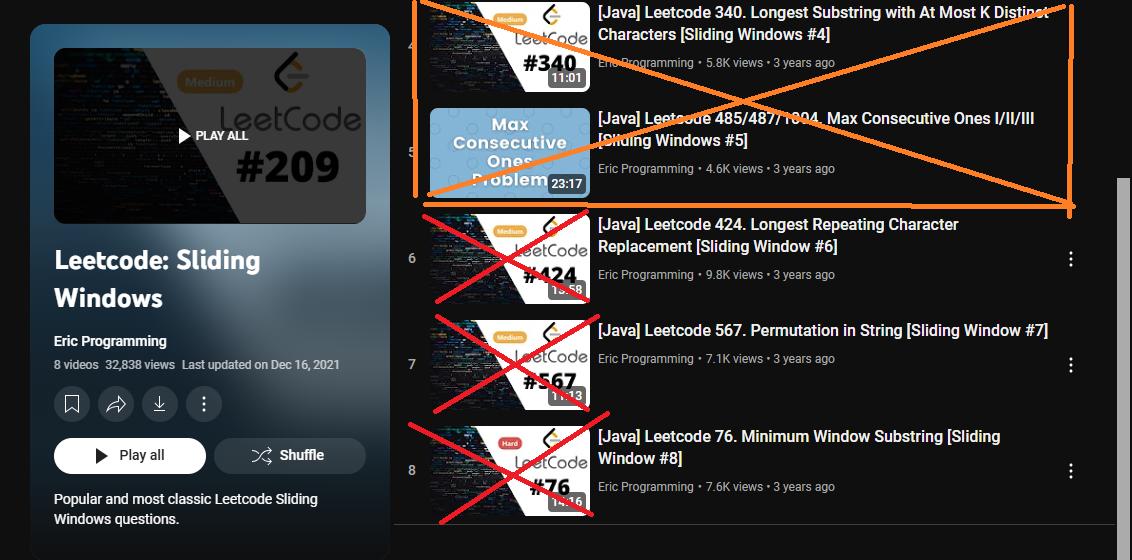 Medium
LeetCode
#209
PLAY ALL
Leetcode: Sliding
Windows
Eric Programming
8 videos 32,838 views Last updated on Dec 16, 2021
Play all
Shuffle
Popular and most classic Leetcode Sliding
Windows questions.
4
Medium
LeetCode
#340
11:01
[Java] Leetcode 340. Longest Substring with At Most K Distinct
Characters [Sliding Windows #4]
Eric Programming • 5.8K views • 3 years ago
5
Max
Consecutive
Ones
Problem
23:17
[Java] Leetcode 485/487/1004. Max Consecutive Ones I/II/III
[Sliding Windows #5]
Eric Programming • 4.6K views • 3 years ago
6
Medium
LeetCode
#424
13:58
[Java] Leetcode 424. Longest Repeating Character
Replacement [Sliding Window #6]
Eric Programming • 9.8K views • 3 years ago
7
Medium
LeetCode
#567
11:13
[Java] Leetcode 567. Permutation in String [Sliding Window #7]
Eric Programming • 7.1K views • 3 years ago
8
Hard
LeetCode
#76
14:16
[Java] Leetcode 76. Minimum Window Substring [Sliding
Window #8]
Eric Programming • 7.6K views • 3 years ago